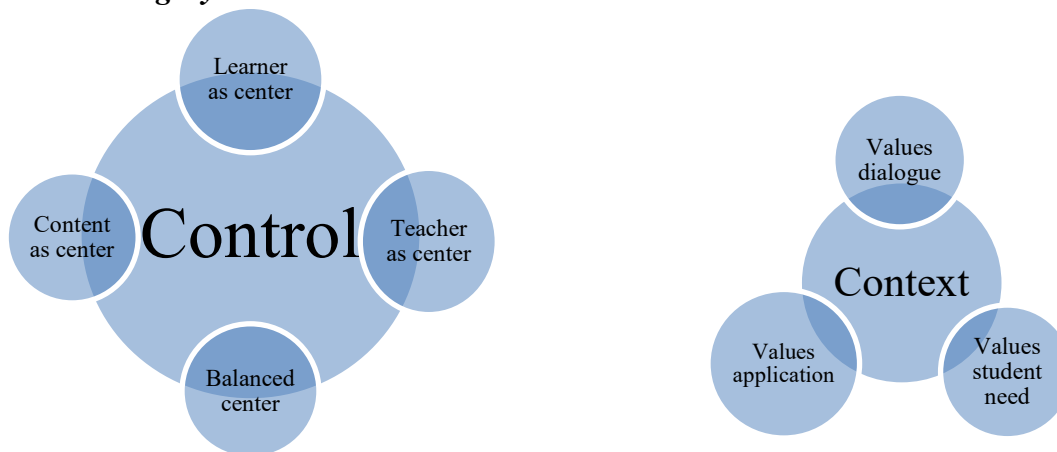 Learner
as center
Content
as center
Control
Teacher
as center
Balanced
center
Values
dialogue
Context
Values
application
Values
student
need